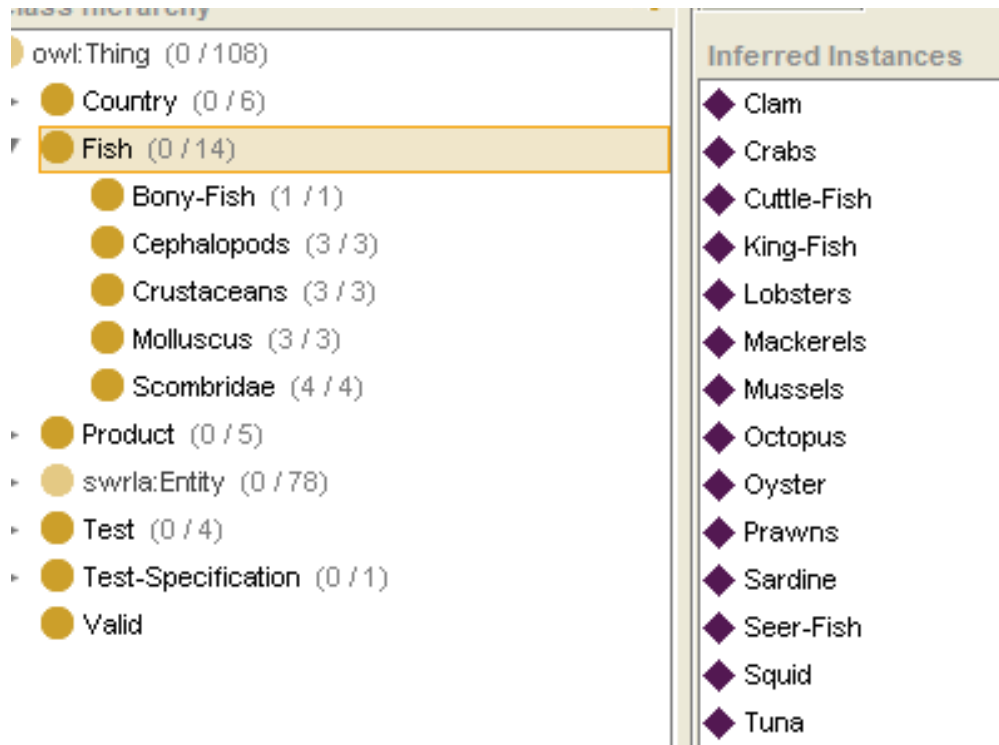 Class Hierarchy
owl:Thing (0 / 108)
Country (0 / 6)
Fish (0 / 14)
Bony-Fish (1 / 1)
Cephalopods (3 / 3)
Crustaceans (3 / 3)
Molluscus (3 / 3)
Scombridae (4 / 4)
Product (0 / 5)
swrla:Entity (0 / 78)
Test (0 / 4)
Test-Specification (0 / 1)
Valid
Inferred Instances
Clam
Crabs
Cuttle-Fish
King-Fish
Lobsters
Mackerels
Mussels
Octopus
Oyster
Prawns
Sardine
Seer-Fish
Squid
Tuna